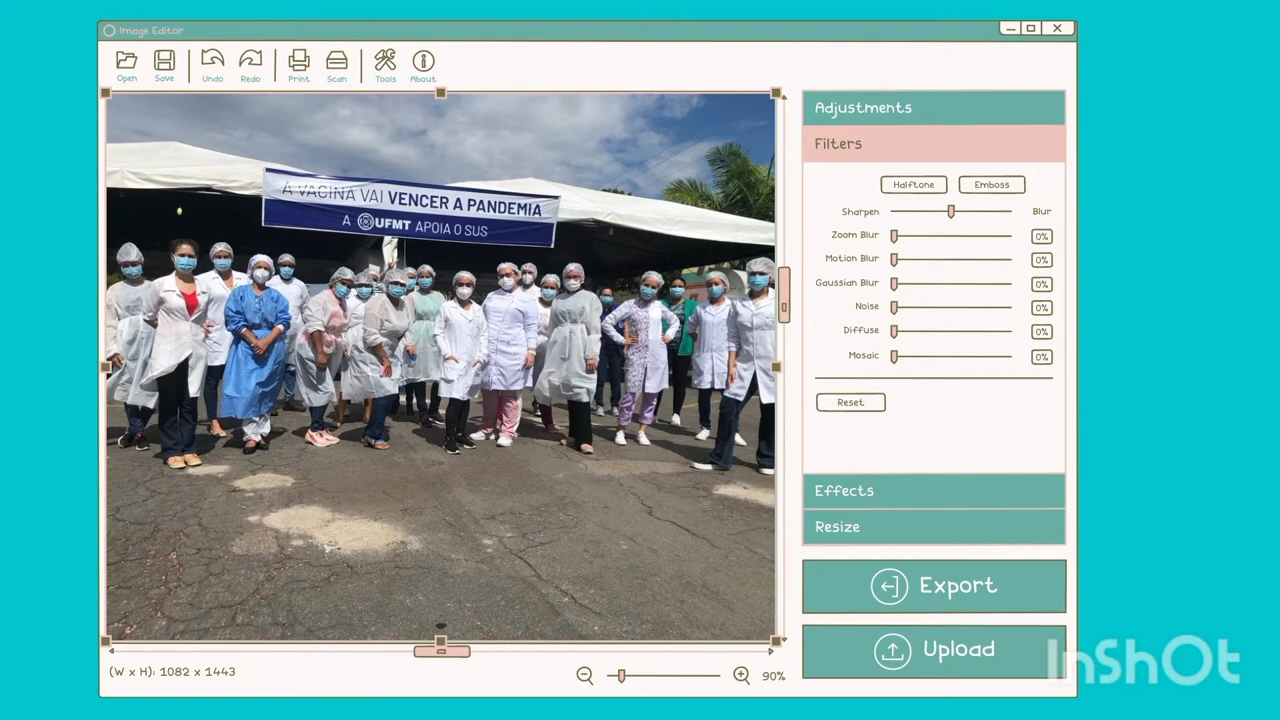 Image Editor
Open Save Undo Redo Print Scan Tools About
A VACINA VAI VENCER A PANDEMIA
A UFMT APOIA O SUS
Adjustments
Filters
Halftone Emboss
Sharpen Blur
Zoom Blur 0%
Motion Blur 0%
Gaussian Blur 0%
Noise 0%
Diffuse 0%
Mosaic 0%
Reset
Effects
Resize
Export
Upload
(W x H): 1082 x 1443
90%
InShOt